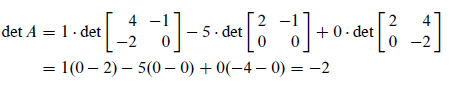 det A = 1 · det [4 −1; −2 0] − 5 · det [2 −1; 0 0] + 0 · det [2 4; 0 −2]
= 1(0 − 2) − 5(0 − 0) + 0(−4 − 0) = −2